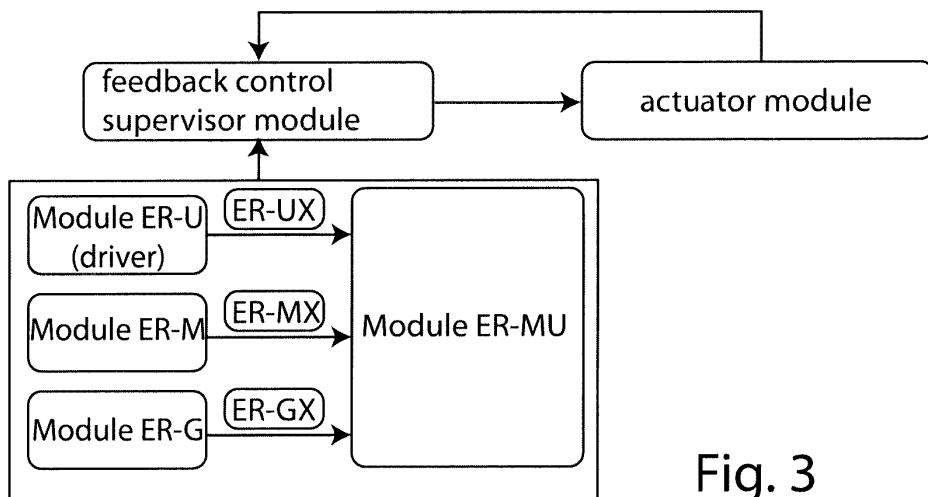 feedback control
supervisor module
actuator module
Module ER-U
(driver)
ER-UX
Module ER-M
ER-MX
Module ER-MU
Module ER-G
ER-GX
Fig. 3